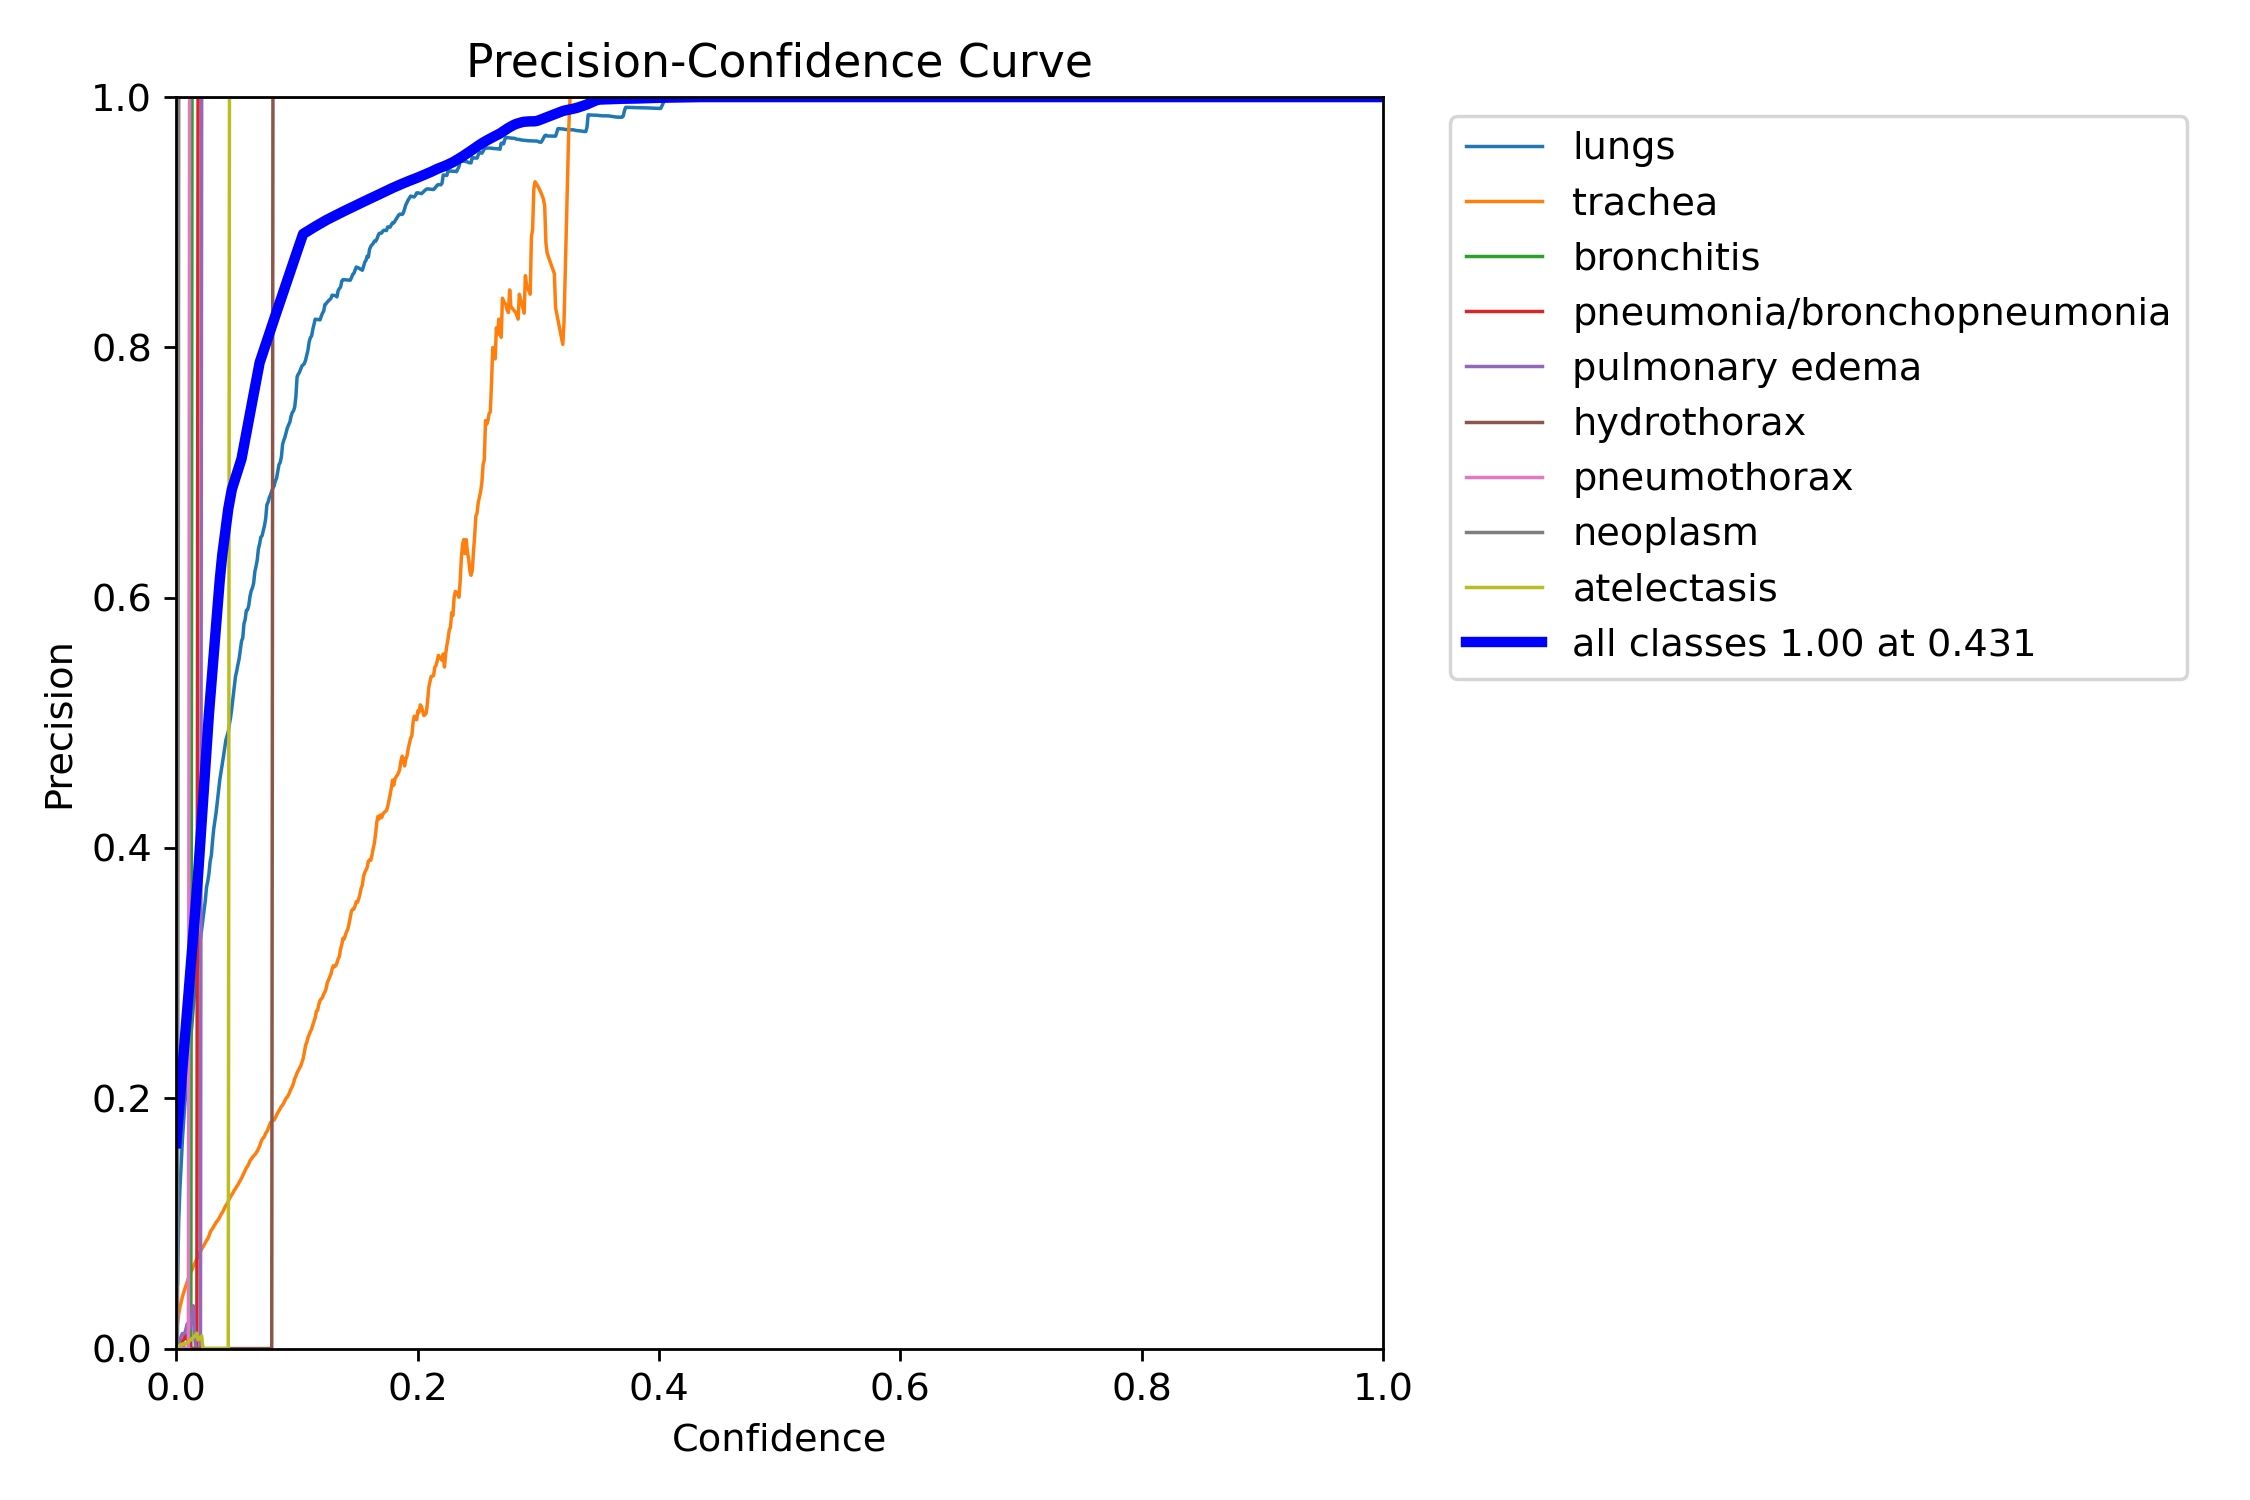 Precision-Confidence Curve
1.0
0.8
0.6
0.4
0.2
0.0
Precision
0.0 0.2 0.4 0.6 0.8 1.0
Confidence
lungs
trachea
bronchitis
pneumonia/bronchopneumonia
pulmonary edema
hydrothorax
pneumothorax
neoplasm
atelectasis
all classes 1.00 at 0.431